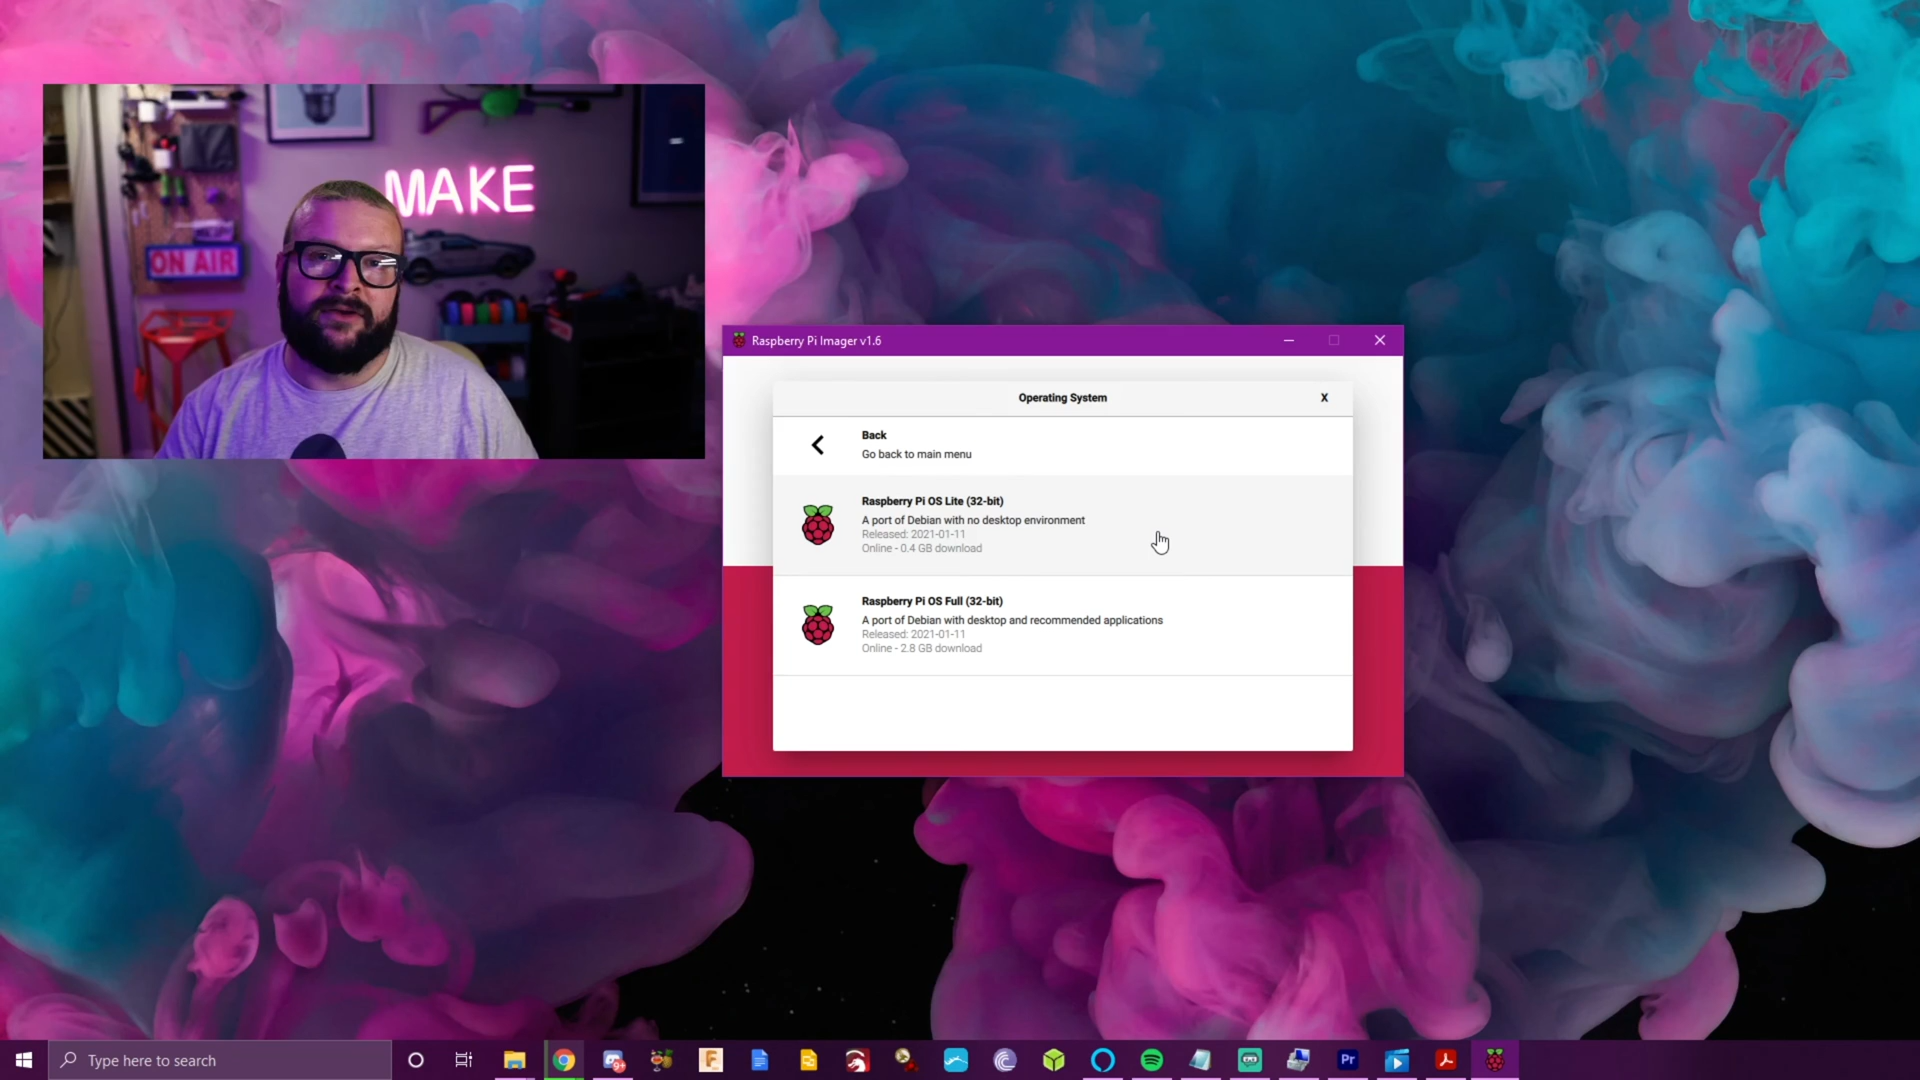 MAKE
ON AIR
Raspberry Pi Imager v1.6
Operating System
X
Back
Go back to main menu
Raspberry Pi OS Lite (32-bit)
A port of Debian with no desktop environment
Released: 2021-01-11
Online - 0.4 GB download
Raspberry Pi OS Full (32-bit)
A port of Debian with desktop and recommended applications
Released: 2021-01-11
Online - 2.8 GB download
Type here to search
9+
F
Pr